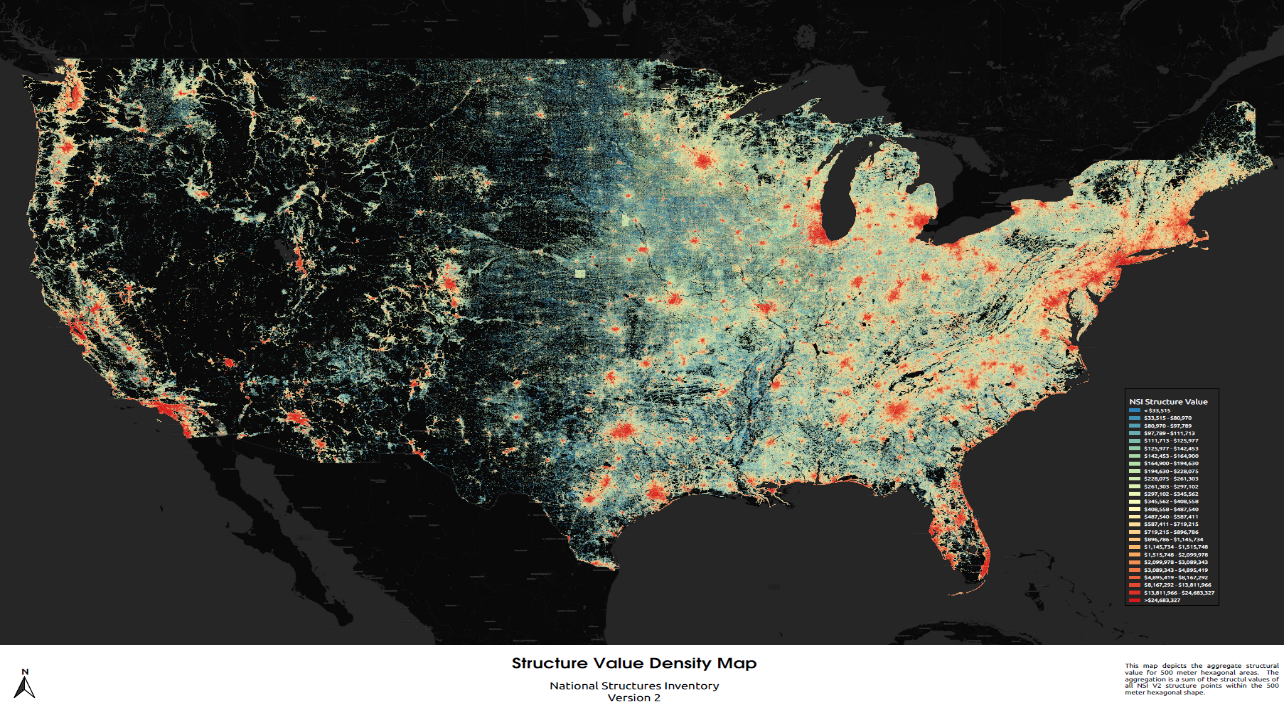 NSI Structure Value
< $33,515
$33,515 - $80,970
$80,970 - $97,789
$97,789 - $111,713
$111,713 - $125,977
$125,977 - $142,453
$142,453 - $164,900
$164,900 - $194,630
$194,630 - $228,075
$228,075 - $261,303
$261,303 - $297,102
$297,102 - $345,562
$345,562 - $408,558
$408,558 - $487,540
$487,540 - $587,411
$587,411 - $719,215
$719,215 - $896,786
$896,786 - $1,145,734
$1,145,734 - $1,515,748
$1,515,748 - $2,099,978
$2,099,978 - $3,089,343
$3,089,343 - $4,895,419
$4,895,419 - $8,167,292
$8,167,292 - $13,811,966
$13,811,966 - $24,683,327
>$24,683,327
N
Structure Value Density Map
National Structures Inventory
Version 2
This map depicts the aggregate structural
value for 500 meter hexagonal areas. The
aggregation is a sum of the structul values of
all NSI V2 structure points within the 500
meter hexagonal shape.